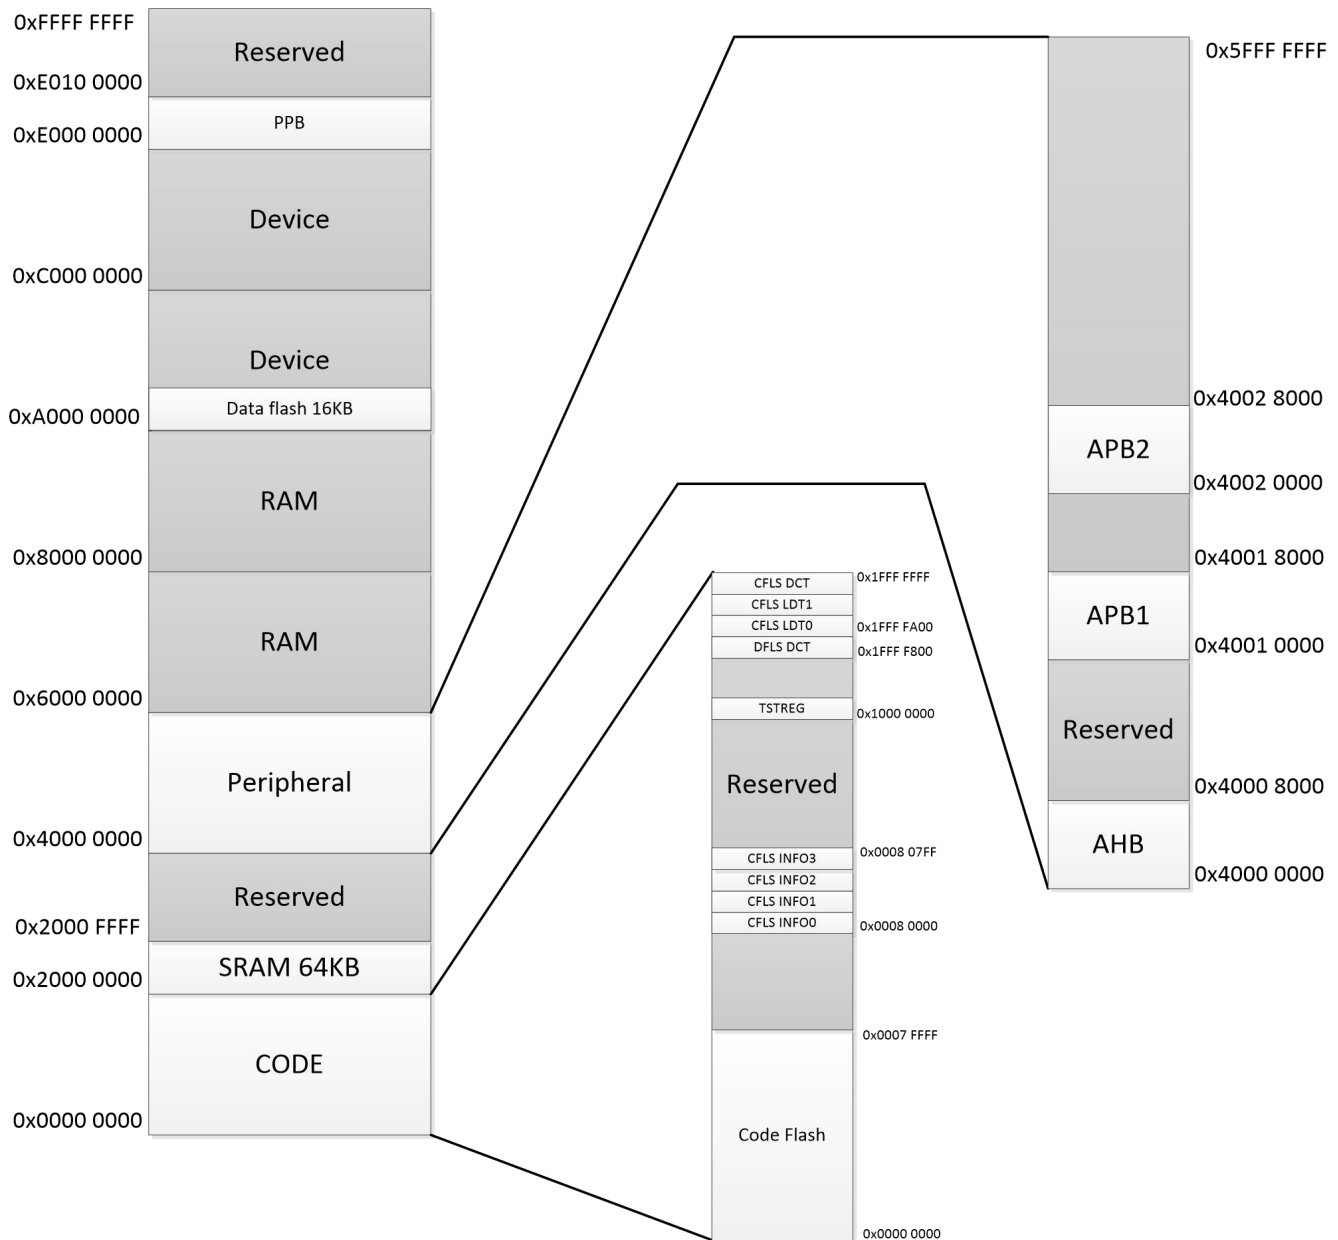 0xFFFF FFFF
Reserved
0xE010 0000
PPB
0xE000 0000
Device
0xC000 0000
Device
Data flash 16KB
0xA000 0000
RAM
0x8000 0000
RAM
0x6000 0000
Peripheral
0x4000 0000
Reserved
0x2000 FFFF
SRAM 64KB
0x2000 0000
CODE
0x0000 0000
CFLS DCT
0x1FFF FFFF
CFLS LDT1
CFLS LDT0
0x1FFF FA00
DFLS DCT
0x1FFF F800
TSTREG
0x1000 0000
Reserved
CFLS INFO3
0x0008 07FF
CFLS INFO2
CFLS INFO1
CFLS INFO0
0x0008 0000
0x0007 FFFF
Code Flash
0x0000 0000
0x5FFF FFFF
0x4002 8000
APB2
0x4002 0000
0x4001 8000
APB1
0x4001 0000
Reserved
0x4000 8000
AHB
0x4000 0000